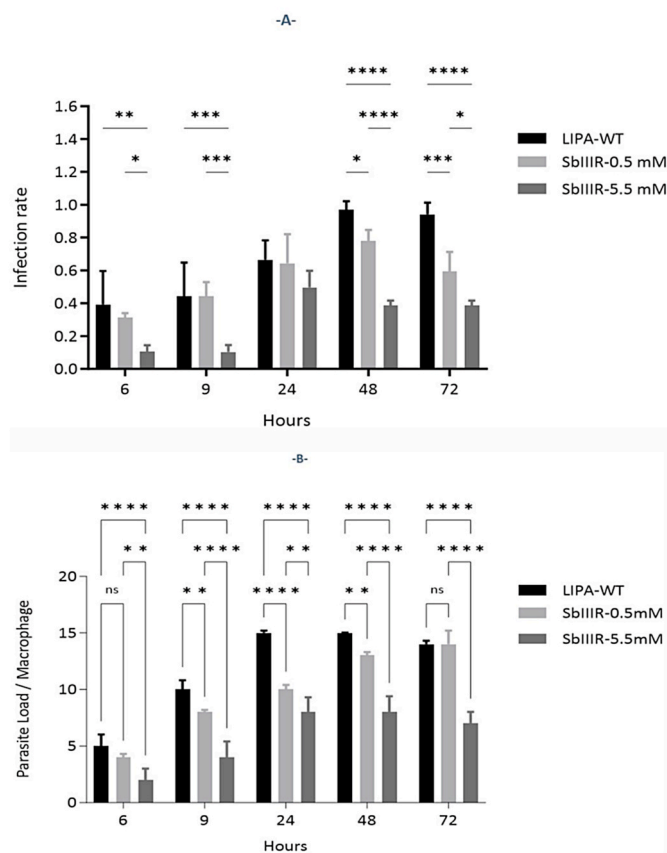 -A-
**** ****
** *** **** *
* *** * ***
1.6
1.4
1.2
1.0
0.8
0.6
0.4
0.2
0.0
Infection rate
6 9 24 48 72
Hours
LIPA-WT
SbIIIR-0.5 mM
SbIIIR-5.5 mM
-B-
**** **** **** **** ****
** **** ** **** ****
ns ** **** ** ns
20
15
10
5
0
Parasite Load / Macrophage
6 9 24 48 72
Hours
LIPA-WT
SbIIIR-0.5mM
SbIIIR-5.5mM